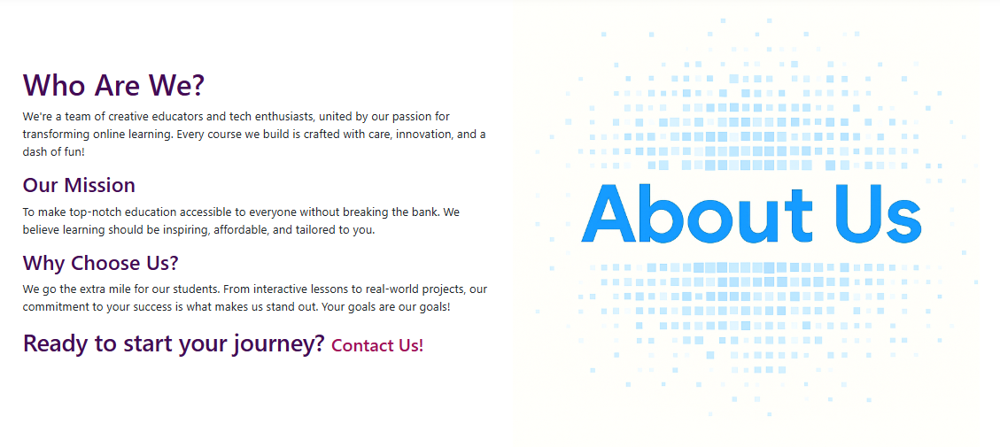 Who Are We?
We're a team of creative educators and tech enthusiasts, united by our passion for
transforming online learning. Every course we build is crafted with care, innovation, and a
dash of fun!
Our Mission
To make top-notch education accessible to everyone without breaking the bank. We
believe learning should be inspiring, affordable, and tailored to you.
Why Choose Us?
We go the extra mile for our students. From interactive lessons to real-world projects, our
commitment to your success is what makes us stand out. Your goals are our goals!
Ready to start your journey? Contact Us!
About Us